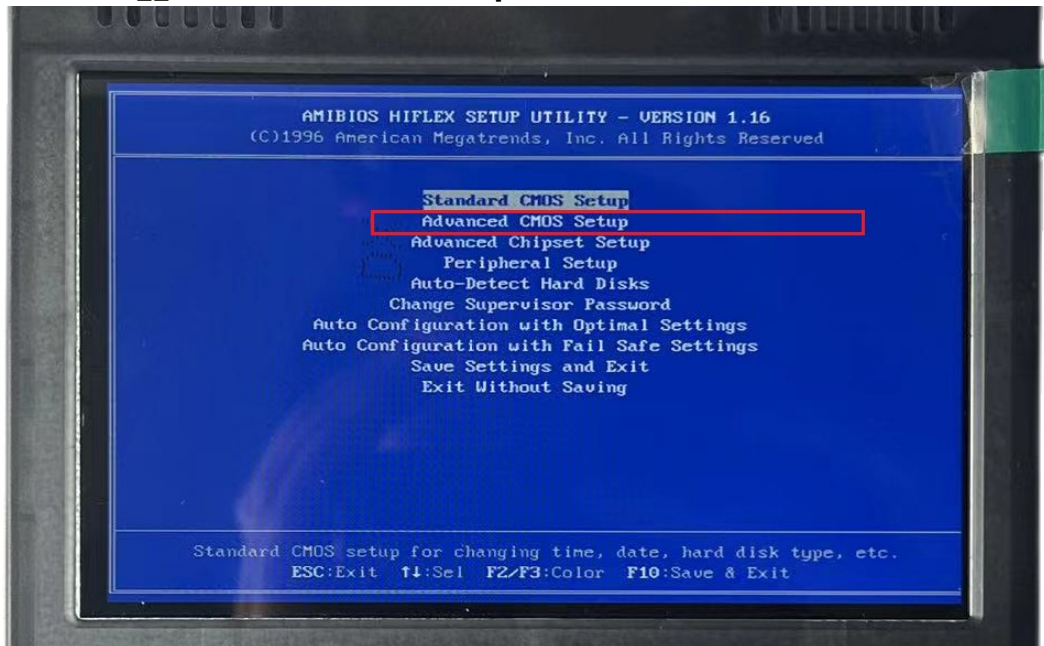 AMIBIOS HIFLEX SETUP UTILITY - VERSION 1.16
(C)1996 American Megatrends, Inc. All Rights Reserved
Standard CMOS Setup
Advanced CMOS Setup
Advanced Chipset Setup
Peripheral Setup
Auto-Detect Hard Disks
Change Supervisor Password
Auto Configuration with Optimal Settings
Auto Configuration with Fail Safe Settings
Save Settings and Exit
Exit Without Saving
Standard CMOS setup for changing time, date, hard disk type, etc.
ESC:Exit ↑↓:Sel F2/F3:Color F10:Save & Exit